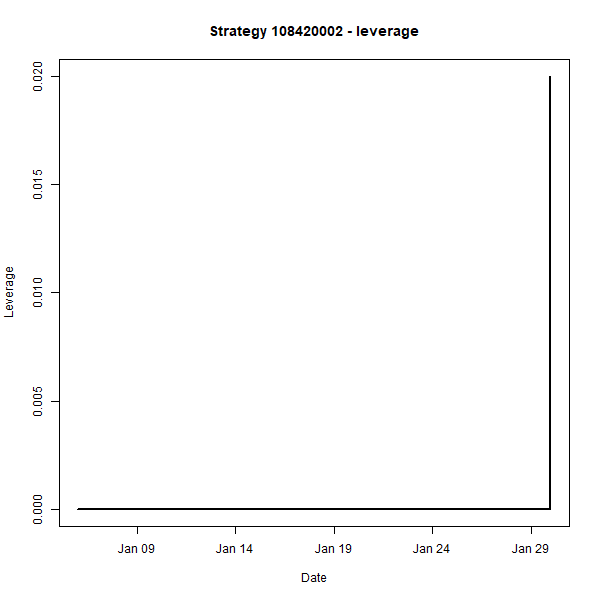 Strategy 108420002 - leverage
0.020
0.015
0.010
0.005
0.000
Leverage
Jan 09
Jan 14
Jan 19
Jan 24
Jan 29
Date